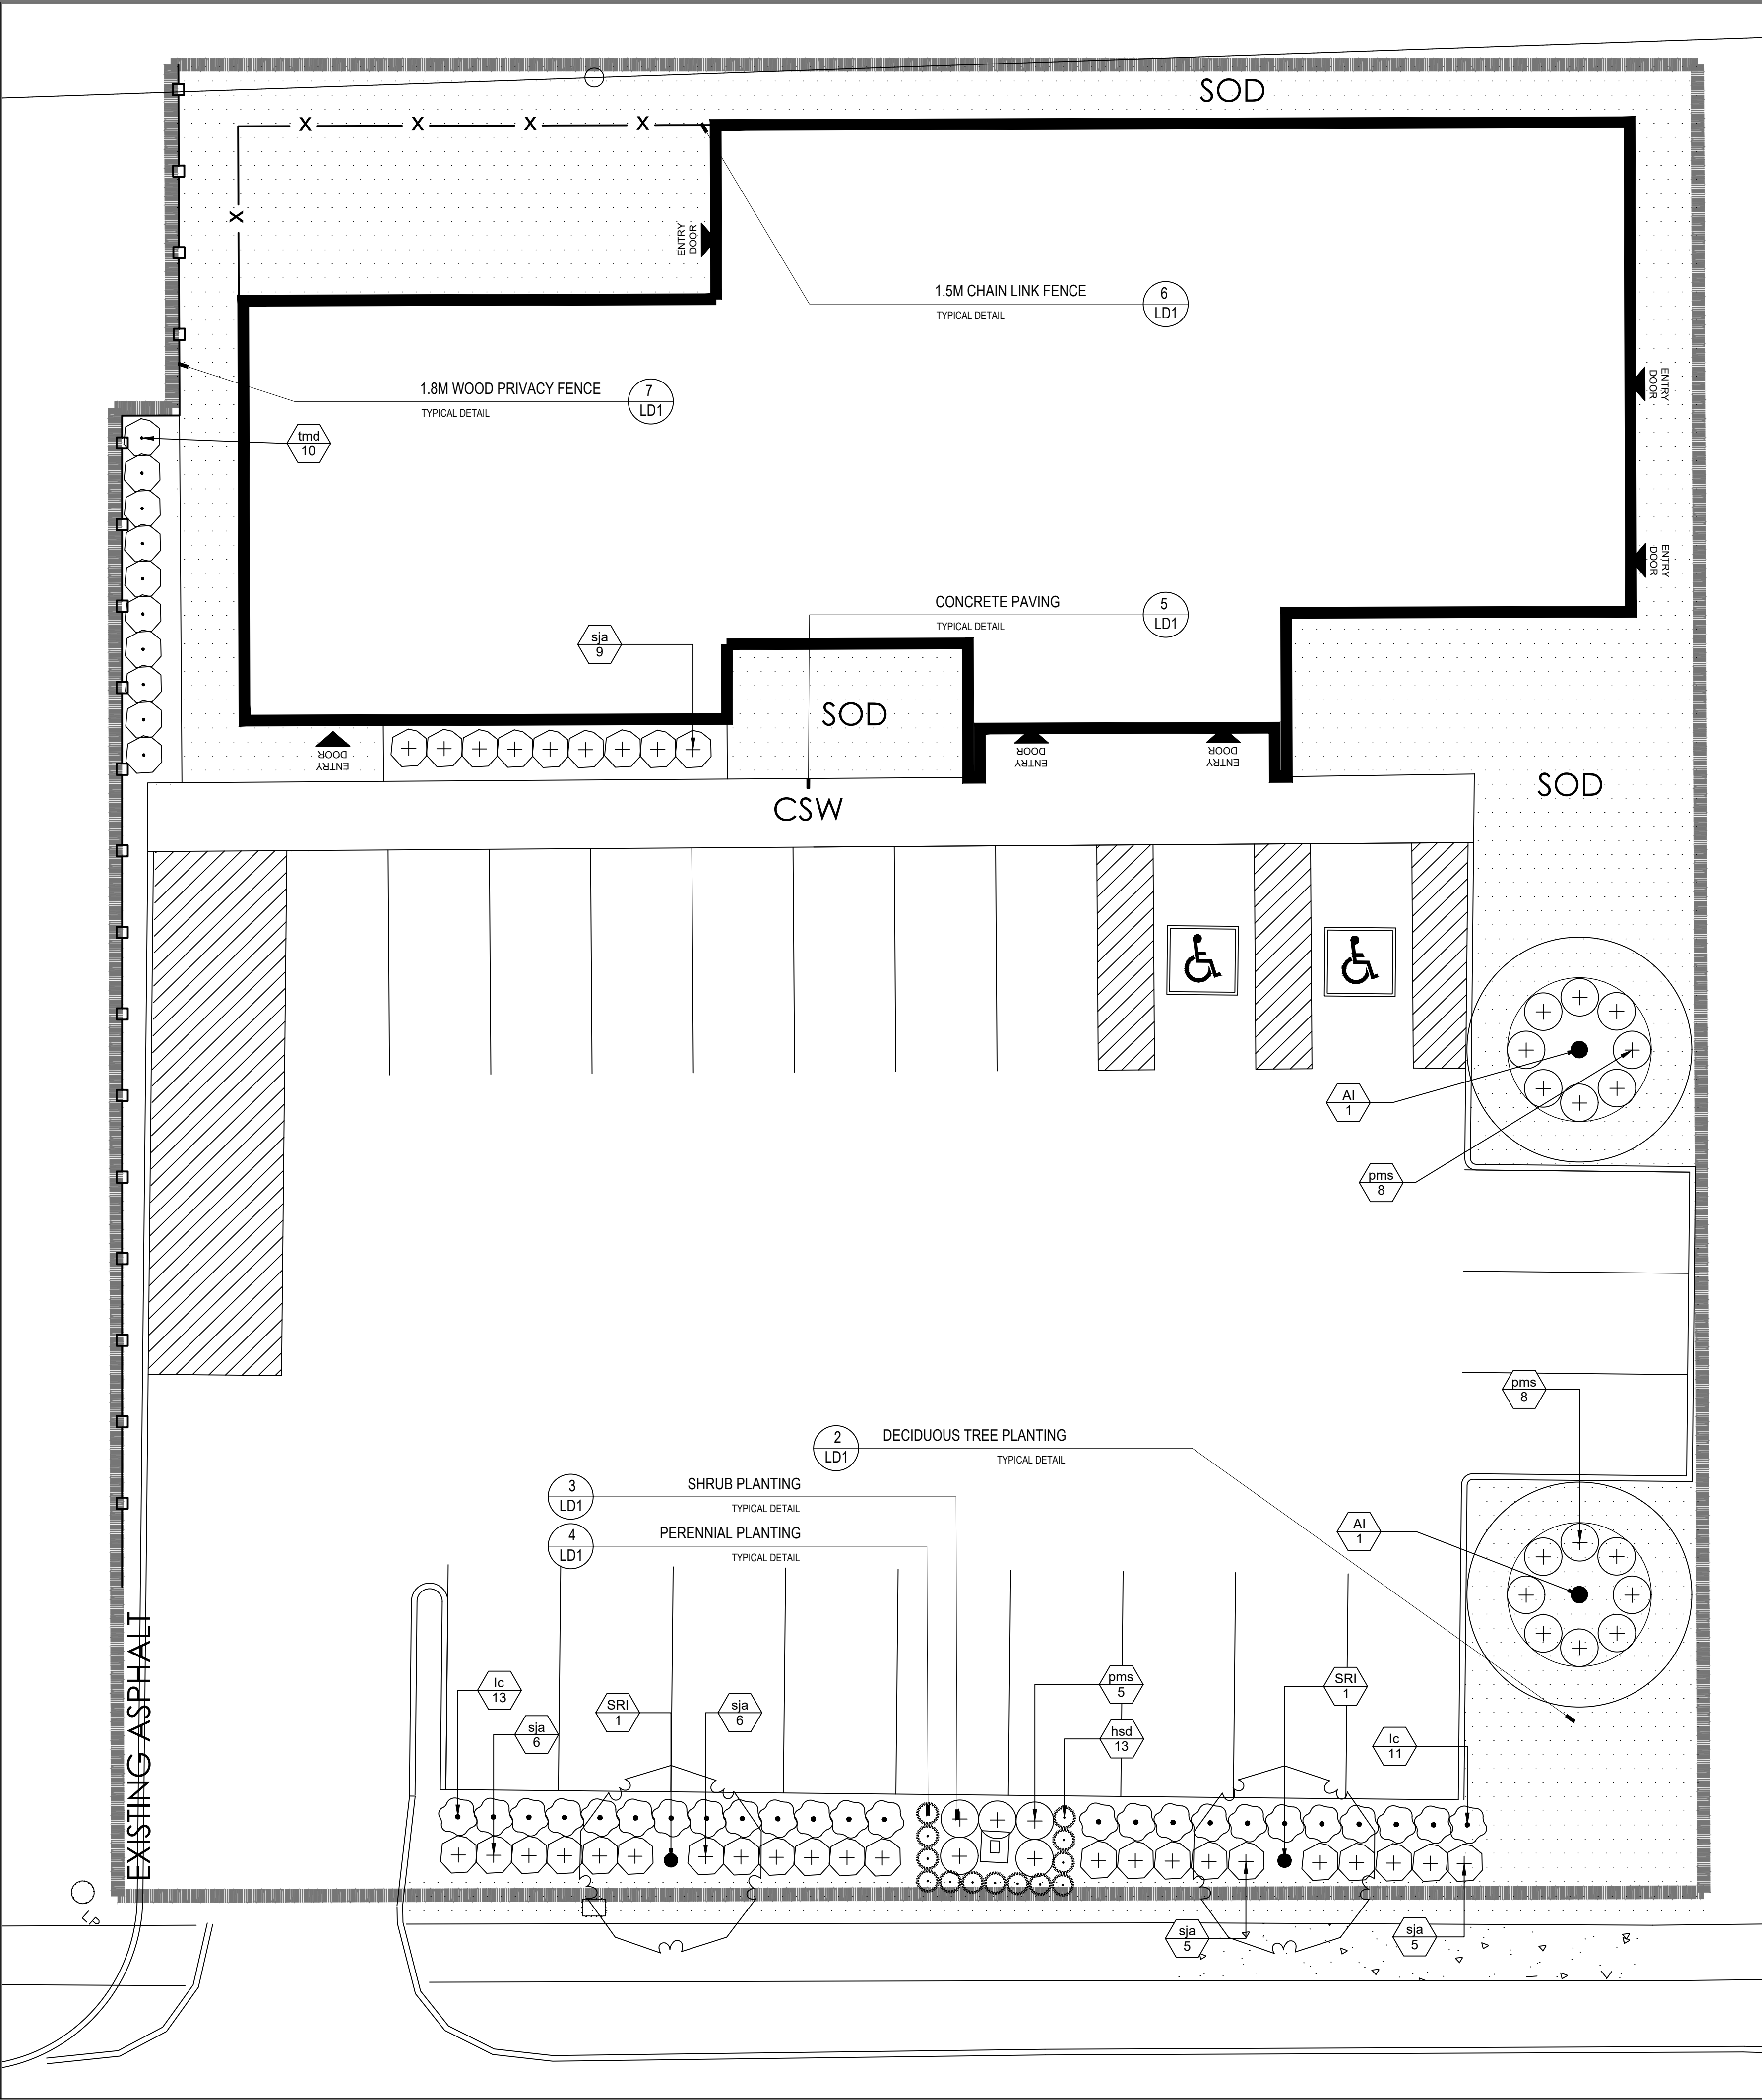 SOD
X X X X
X
ENTRY
DOOR
1.5M CHAIN LINK FENCE
TYPICAL DETAIL
6
LD1
1.8M WOOD PRIVACY FENCE
TYPICAL DETAIL
7
LD1
ENTRY
DOOR
tmd
10
ENTRY
DOOR
CONCRETE PAVING
TYPICAL DETAIL
5
LD1
sja
9
SOD
ENTRY
DOOR
ENTRY
DOOR
ENTRY
DOOR
SOD
CSW
Al
1
pms
8
pms
8
2
LD1
DECIDUOUS TREE PLANTING
TYPICAL DETAIL
3
LD1
SHRUB PLANTING
TYPICAL DETAIL
4
LD1
PERENNIAL PLANTING
TYPICAL DETAIL
Al
1
EXISTING ASPHALT
lc
13
SRI
1
sja
6
sja
6
pms
5
SRI
1
hsd
13
lc
11
LP
sja
5
sja
5